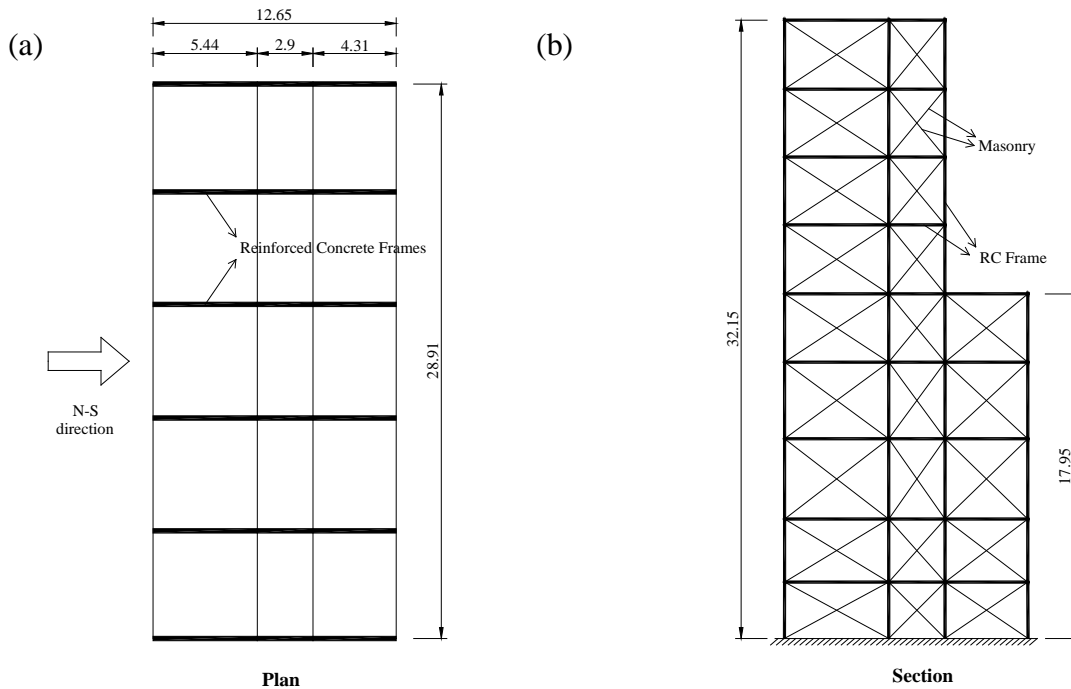 (a)
12.65
5.44
2.9
4.31
Reinforced Concrete Frames
28.91
N-S
direction
Plan
(b)
32.15
Masonry
RC Frame
17.95
Section